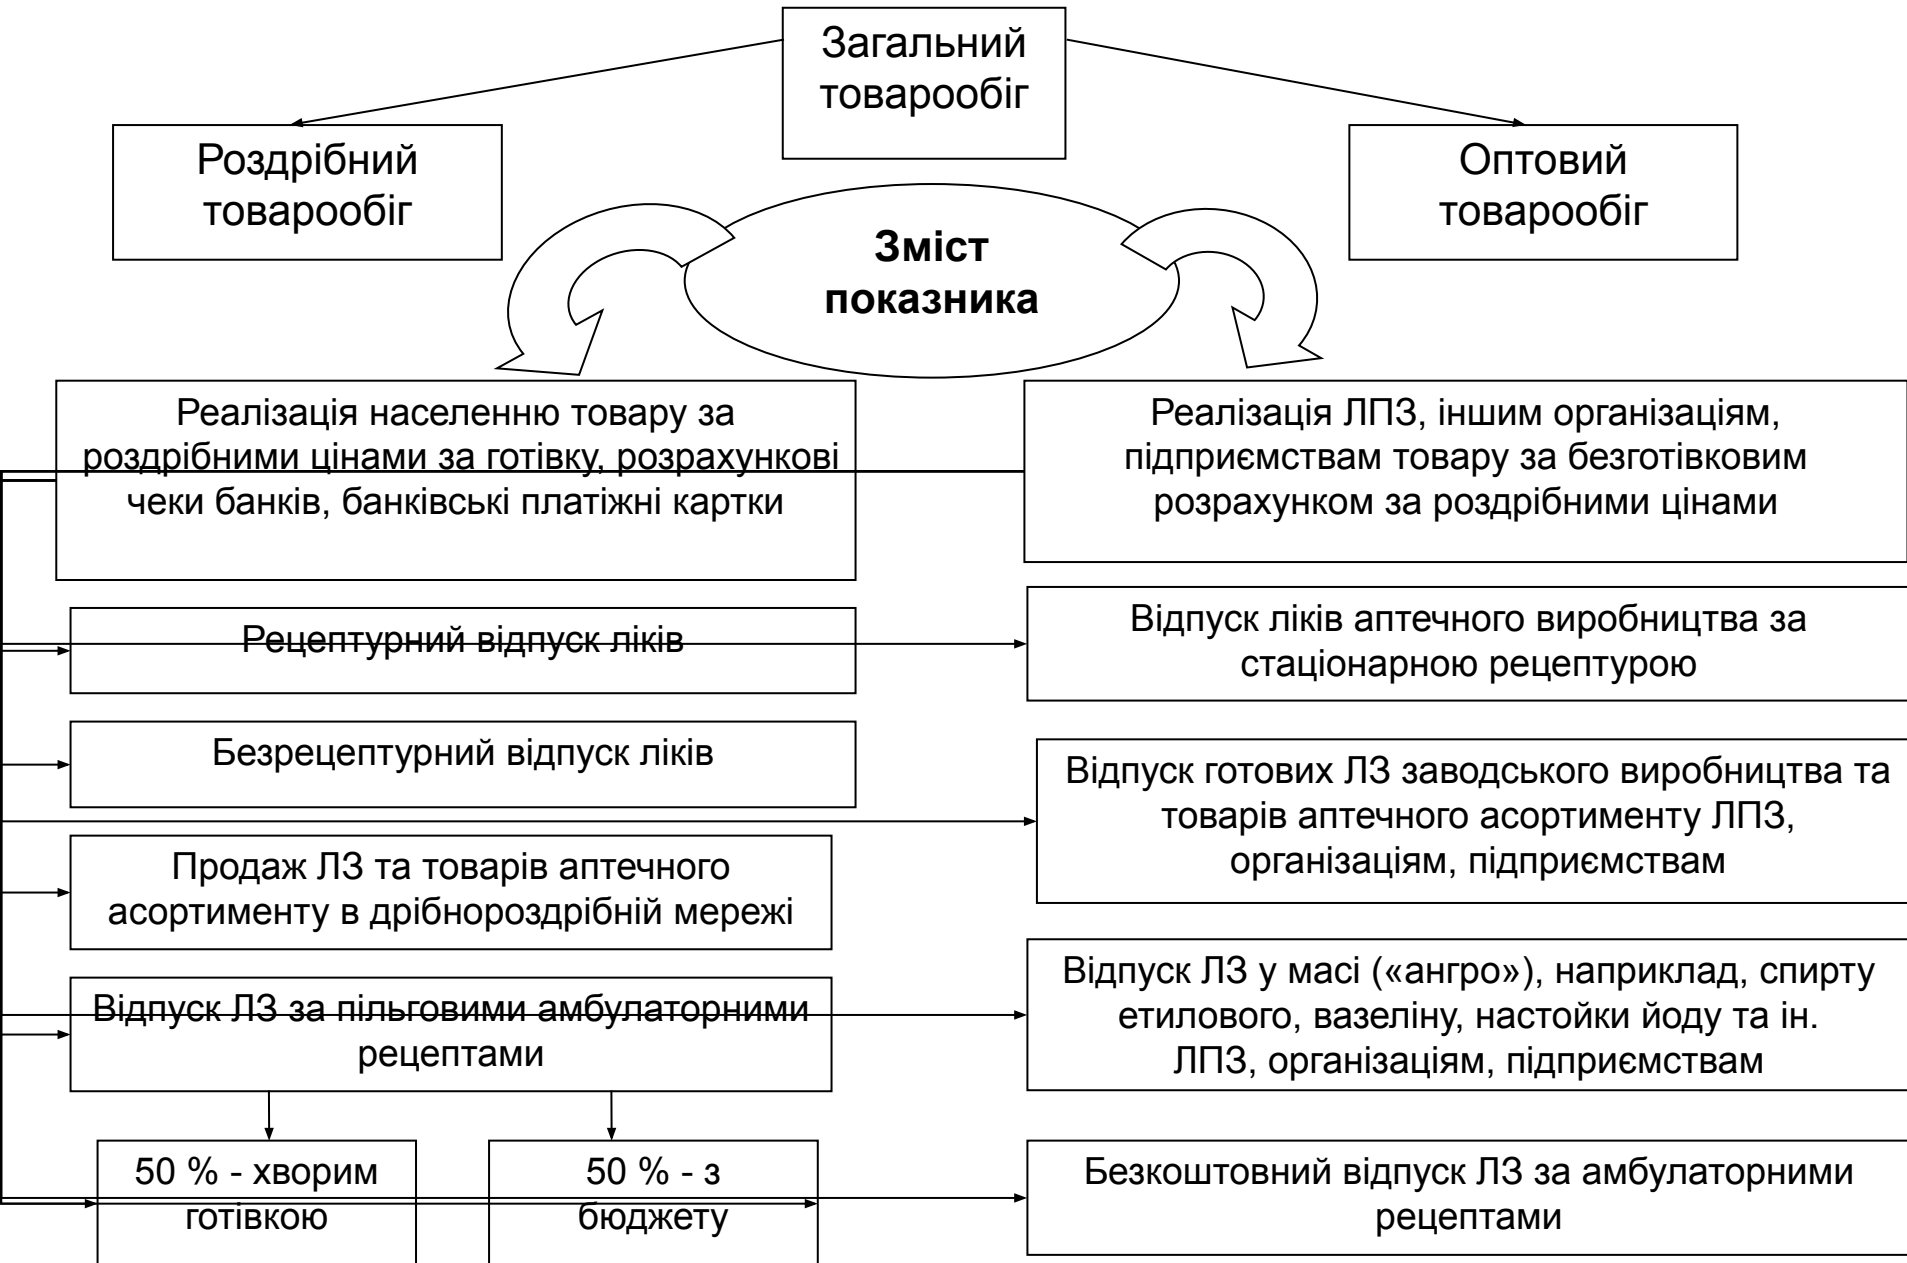 Загальний
товарообіг
Роздрібний
товарообіг
Оптовий
товарообіг
Зміст
показника
Реалізація населенню товару за
роздрібними цінами за готівку, розрахункові
чеки банків, банківські платіжні картки
Реалізація ЛПЗ, іншим організаціям,
підприємствам товару за безготівковим
розрахунком за роздрібними цінами
Рецептурний відпуск ліків
Відпуск ліків аптечного виробництва за
стаціонарною рецептурою
Безрецептурний відпуск ліків
Відпуск готових ЛЗ заводського виробництва та
товарів аптечного асортименту ЛПЗ,
організаціям, підприємствам
Продаж ЛЗ та товарів аптечного
асортименту в дрібнороздрібній мережі
Відпуск ЛЗ за пільговими амбулаторними
рецептами
Відпуск ЛЗ у масі («ангро»), наприклад, спирту
етилового, вазеліну, настойки йоду та ін.
ЛПЗ, організаціям, підприємствам
50 % - хворим
готівкою
50 % - з
бюджету
Безкоштовний відпуск ЛЗ за амбулаторними
рецептами